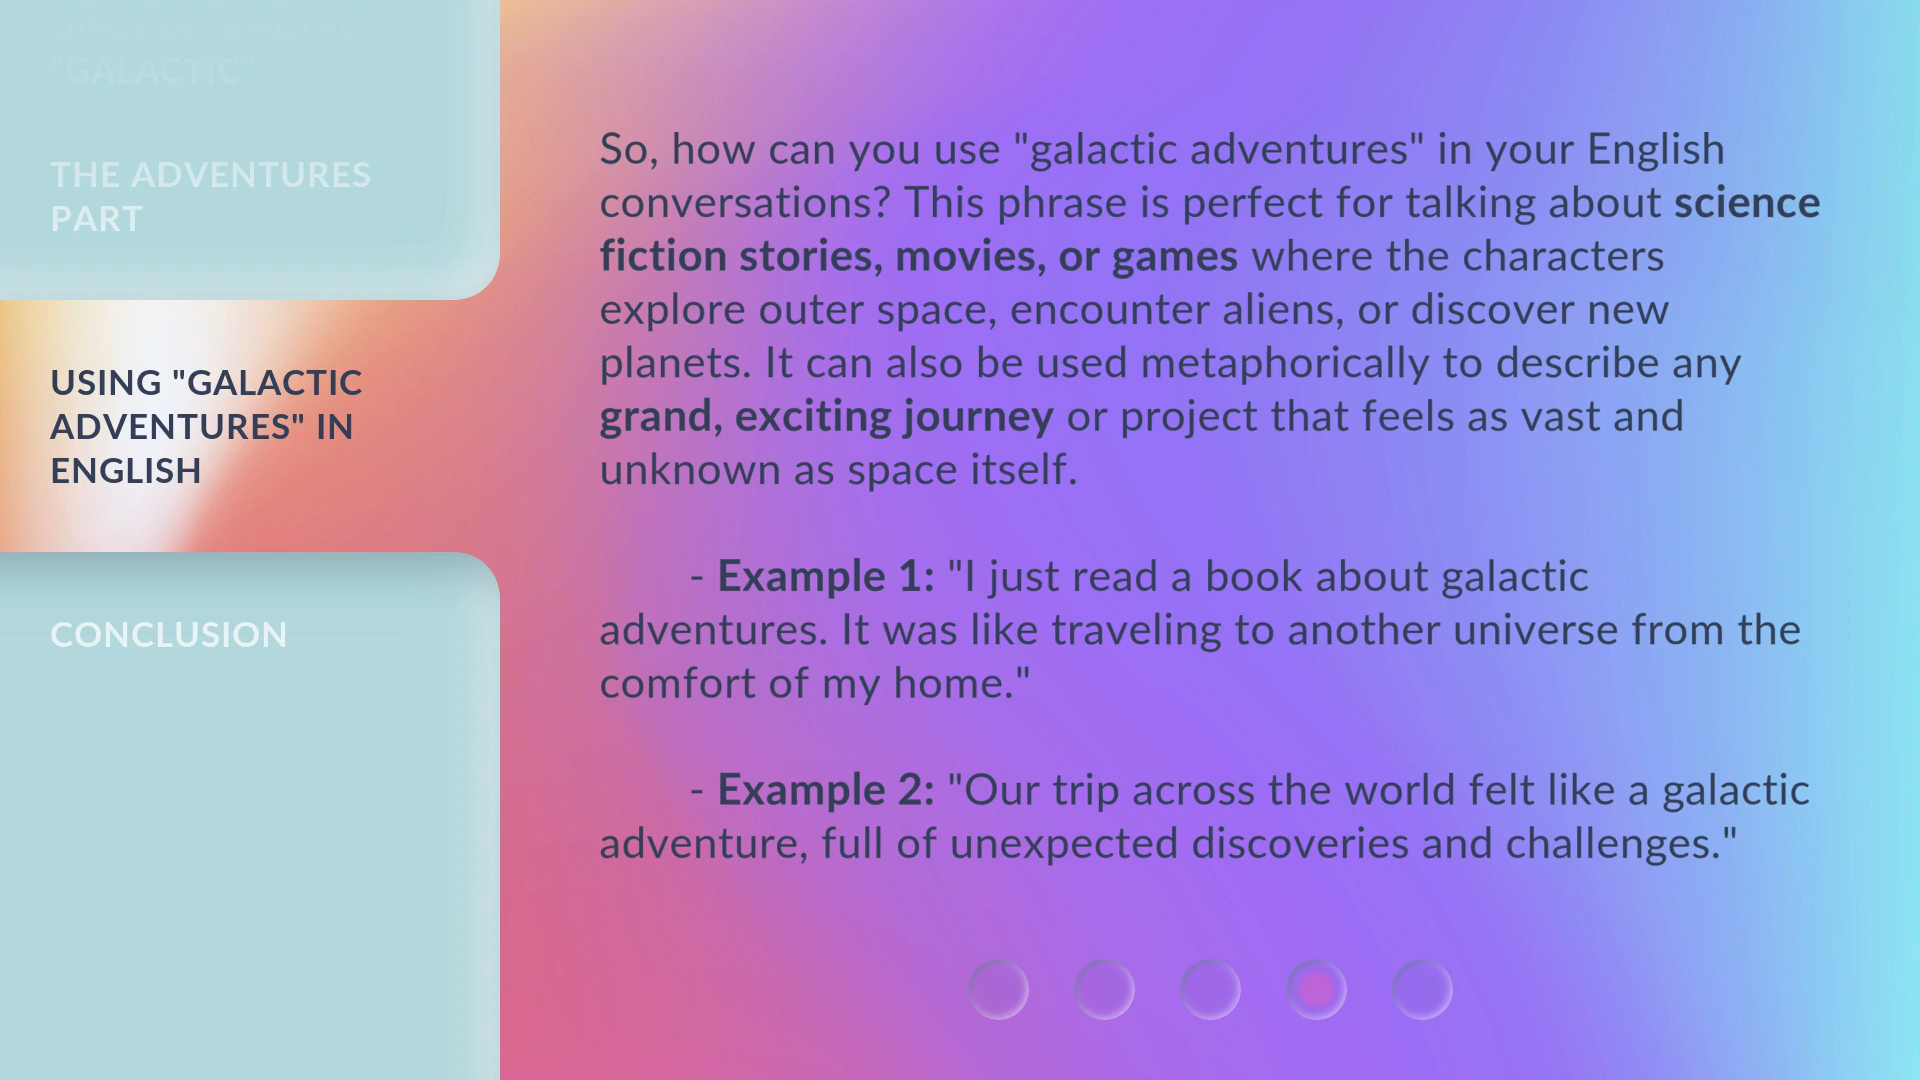 "GALACTIC"
THE ADVENTURES
PART
USING "GALACTIC
ADVENTURES" IN
ENGLISH
CONCLUSION
So, how can you use "galactic adventures" in your English
conversations? This phrase is perfect for talking about science
fiction stories, movies, or games where the characters
explore outer space, encounter aliens, or discover new
planets. It can also be used metaphorically to describe any
grand, exciting journey or project that feels as vast and
unknown as space itself.
- Example 1: "I just read a book about galactic
adventures. It was like traveling to another universe from the
comfort of my home."
- Example 2: "Our trip across the world felt like a galactic
adventure, full of unexpected discoveries and challenges."